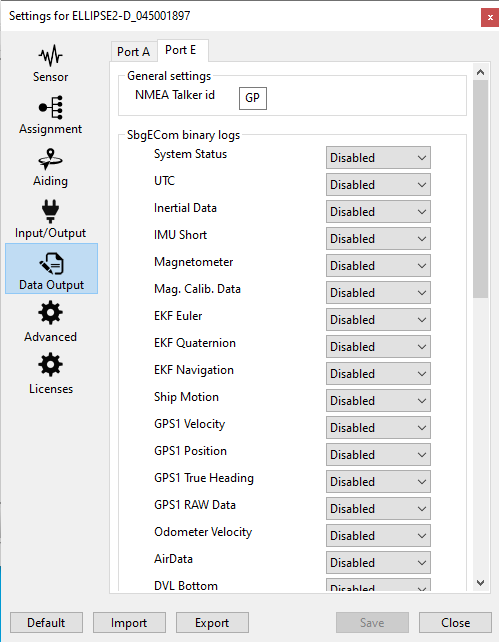 Settings for ELLIPSE2-D_045001897
x
Sensor
Assignment
Aiding
Input/Output
Data Output
Advanced
Licenses
Port A
Port E
General settings
NMEA Talker id GP
SbgECom binary logs
System Status Disabled
UTC Disabled
Inertial Data Disabled
IMU Short Disabled
Magnetometer Disabled
Mag. Calib. Data Disabled
EKF Euler Disabled
EKF Quaternion Disabled
EKF Navigation Disabled
Ship Motion Disabled
GPS1 Velocity Disabled
GPS1 Position Disabled
GPS1 True Heading Disabled
GPS1 RAW Data Disabled
Odometer Velocity Disabled
AirData Disabled
DVL Bottom Disabled
Default Import Export Save Close